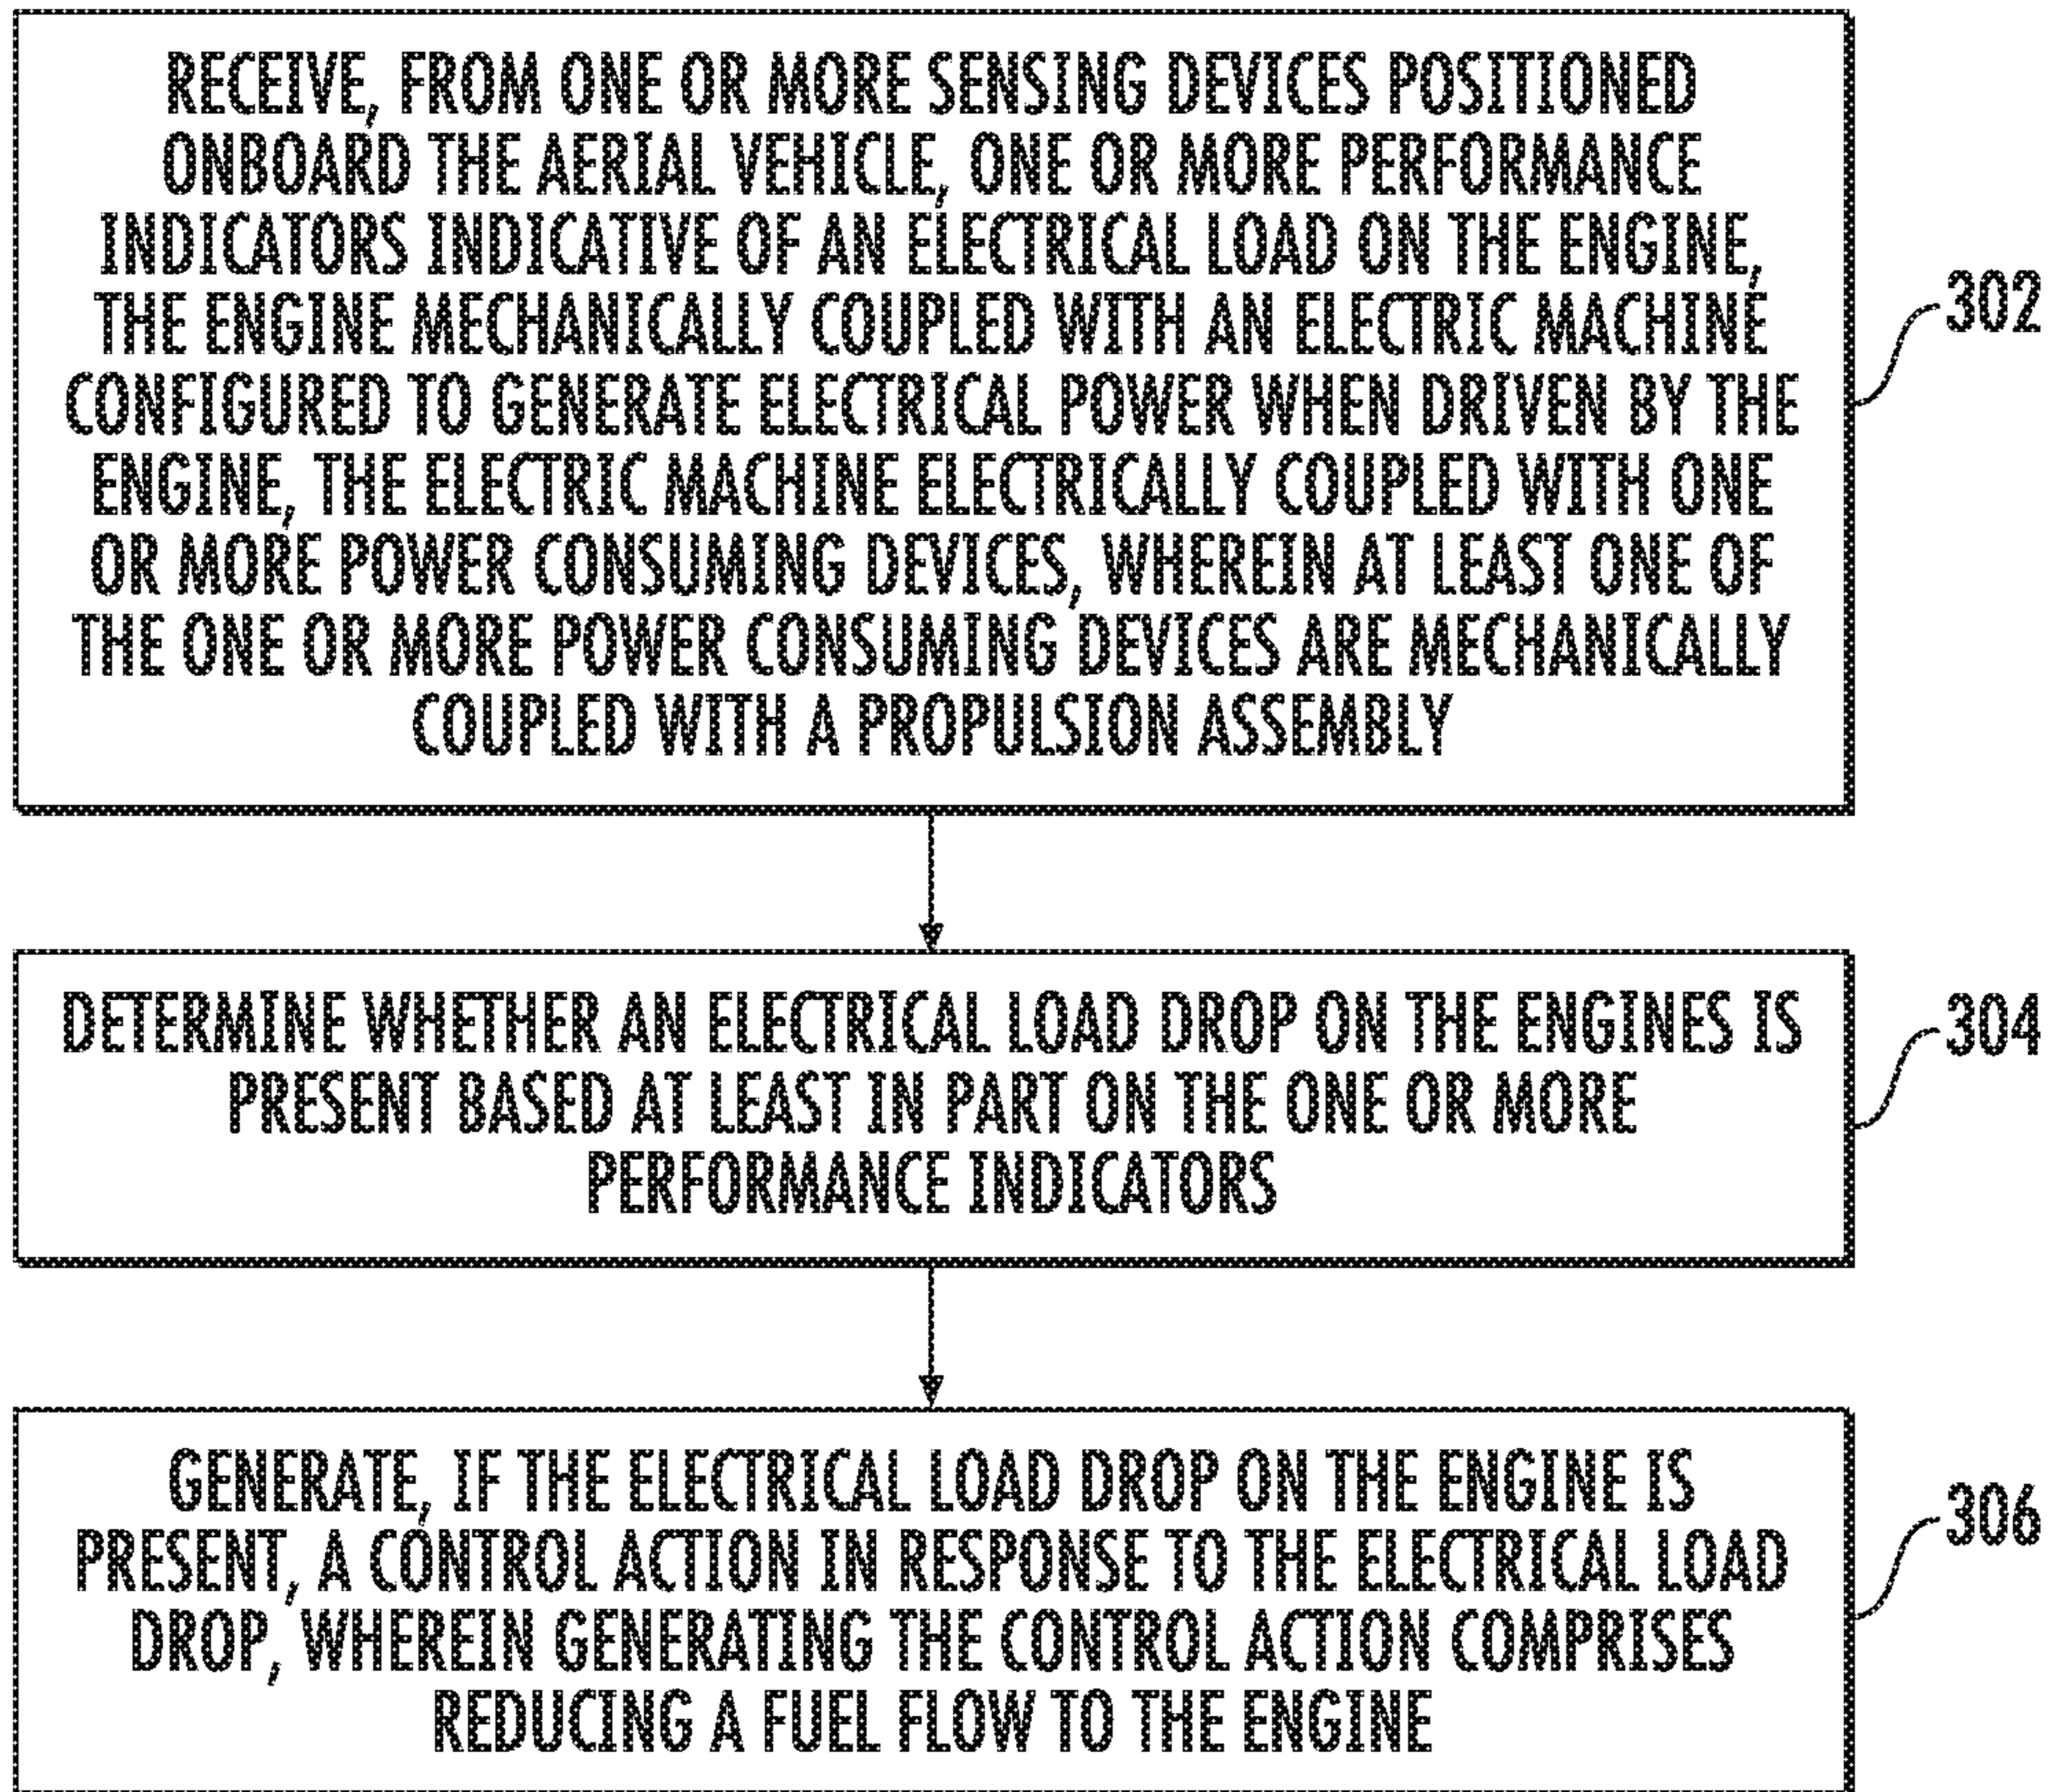 RECEIVE, FROM ONE OR MORE SENSING DEVICES POSITIONED
ONBOARD THE AERIAL VEHICLE, ONE OR MORE PERFORMANCE
INDICATORS INDICATIVE OF AN ELECTRICAL LOAD ON THE ENGINE,
THE ENGINE MECHANICALLY COUPLED WITH AN ELECTRIC MACHINE
CONFIGURED TO GENERATE ELECTRICAL POWER WHEN DRIVEN BY THE
ENGINE, THE ELECTRIC MACHINE ELECTRICALLY COUPLED WITH ONE
OR MORE POWER CONSUMING DEVICES, WHEREIN AT LEAST ONE OF
THE ONE OR MORE POWER CONSUMING DEVICES ARE MECHANICALLY
COUPLED WITH A PROPULSION ASSEMBLY
302
DETERMINE WHETHER AN ELECTRICAL LOAD DROP ON THE ENGINES IS
PRESENT BASED AT LEAST IN PART ON THE ONE OR MORE
PERFORMANCE INDICATORS
304
GENERATE, IF THE ELECTRICAL LOAD DROP ON THE ENGINE IS
PRESENT, A CONTROL ACTION IN RESPONSE TO THE ELECTRICAL LOAD
DROP, WHEREIN GENERATING THE CONTROL ACTION COMPRISES
REDUCING A FUEL FLOW TO THE ENGINE
306